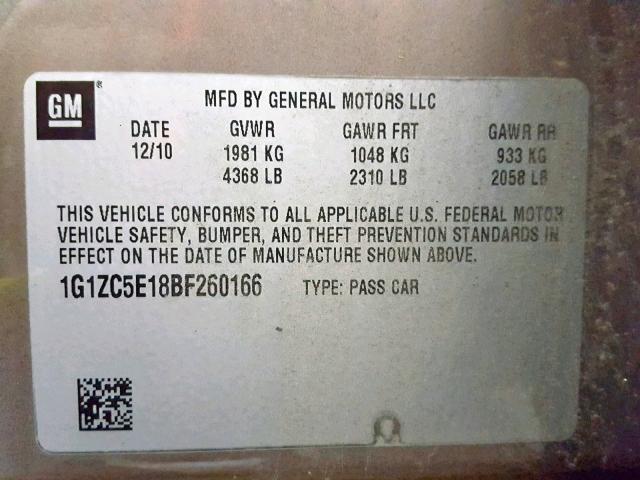 GM®
MFD BY GENERAL MOTORS LLC
DATE GVWR GAWR FRT GAWR RR
12/10 1981 KG 1048 KG 933 KG
4368 LB 2310 LB 2058 LB
THIS VEHICLE CONFORMS TO ALL APPLICABLE U.S. FEDERAL MOTOR
VEHICLE SAFETY, BUMPER, AND THEFT PREVENTION STANDARDS IN
EFFECT ON THE DATE OF MANUFACTURE SHOWN ABOVE.
1G1ZC5E18BF260166 TYPE: PASS CAR